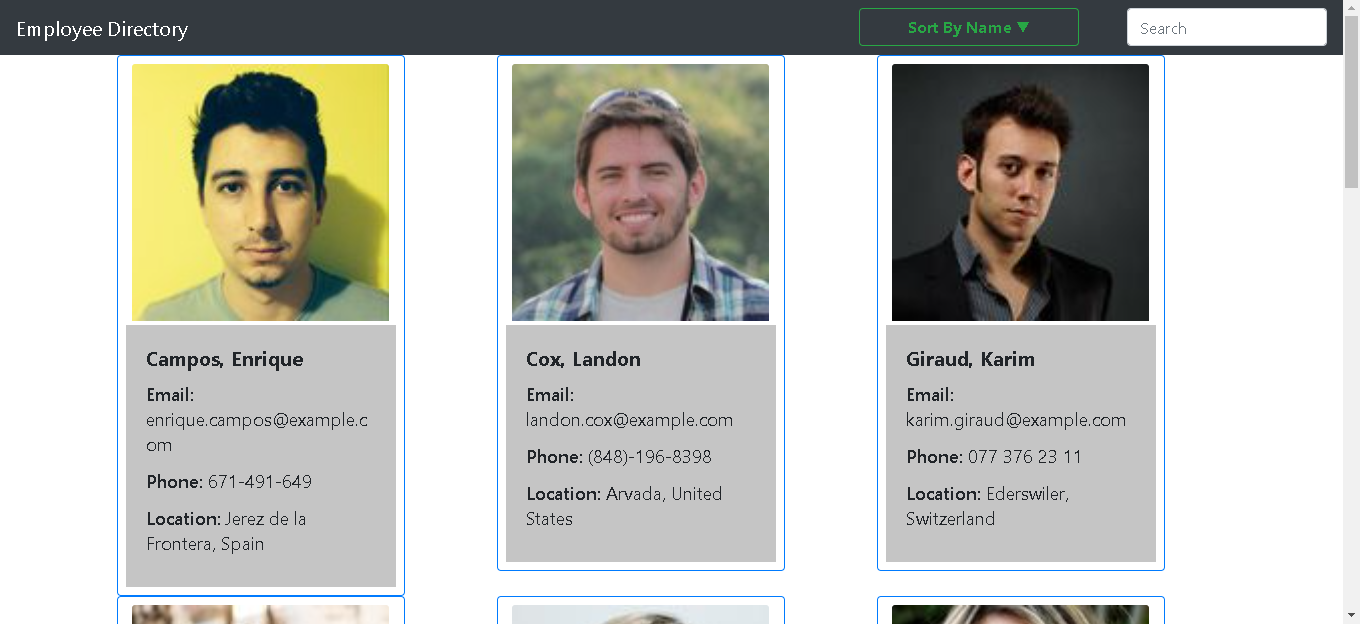 Employee Directory
Sort By Name ▼
Search
Campos, Enrique
Email:
enrique.campos@example.c
om
Phone: 671-491-649
Location: Jerez de la
Frontera, Spain
Cox, Landon
Email:
landon.cox@example.com
Phone: (848)-196-8398
Location: Arvada, United
States
Giraud, Karim
Email:
karim.giraud@example.com
Phone: 077 376 23 11
Location: Ederswiler,
Switzerland